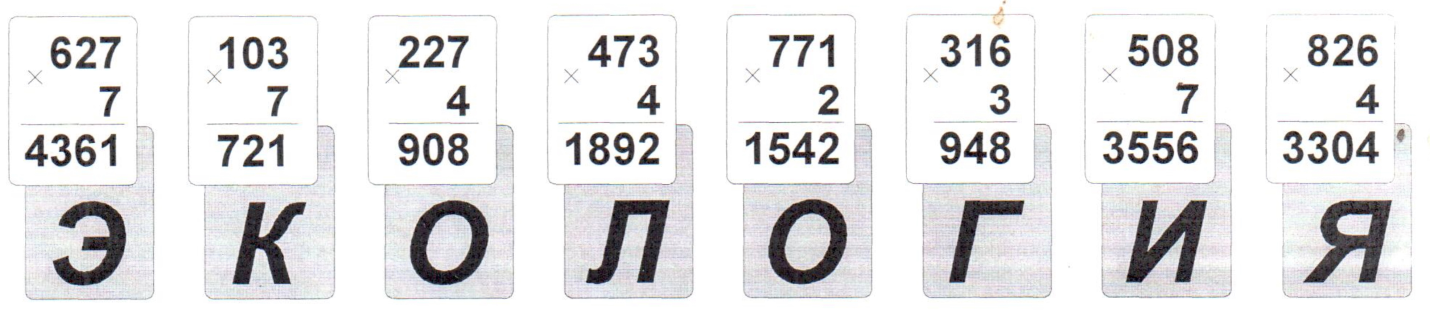 627 103 227 473 771 316 508 826
× 7 × 7 × 4 × 4 × 2 × 3 × 7 × 4
4361 721 908 1892 1542 948 3556 3304
Э К О Л О Г И Я